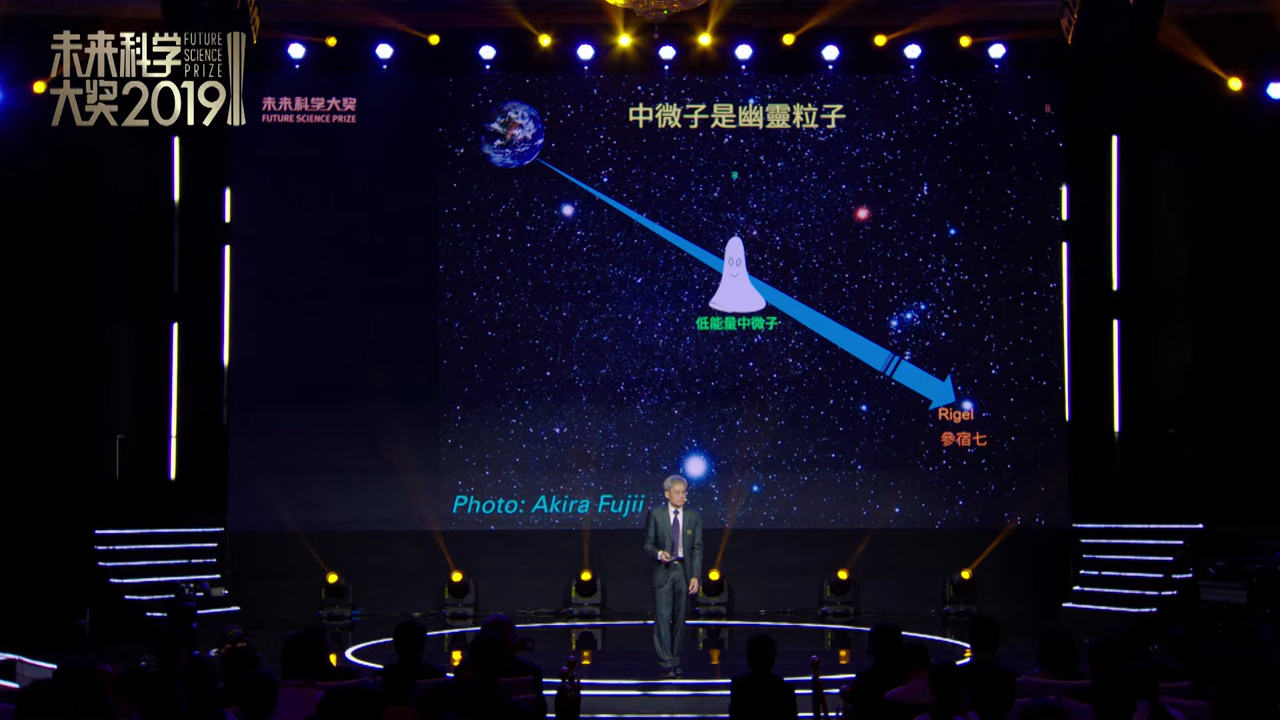 未来科学
大奖2019
FUTURE
SCIENCE
PRIZE
未来科学大奖
FUTURE SCIENCE PRIZE
中微子是幽靈粒子
8
低能量中微子
Rigel
參宿七
Photo: Akira Fujii